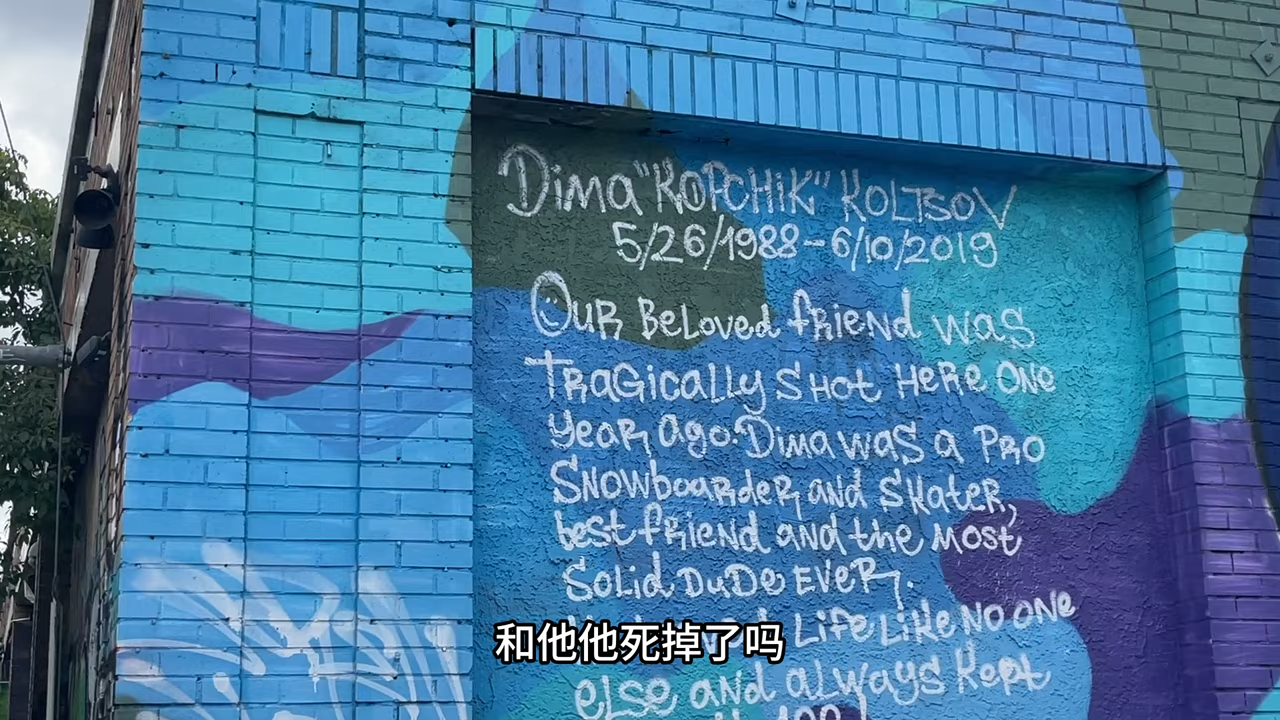 Dima "KOPCHIK" KOLTSOV
5/26/1988-6/10/2019
OUR BeLoved fRieNd was
TRaGicaLLy SHot HeRe ONe
yeaR ago. Dima was a PRO
SNOWboaRdeR aNd SKateR,
best fRieNd aNd the Most
SoLid DuDe EVeR.
LiFe LiKe NO ONe
eLse aNd aLways Kept
和他他死掉了吗